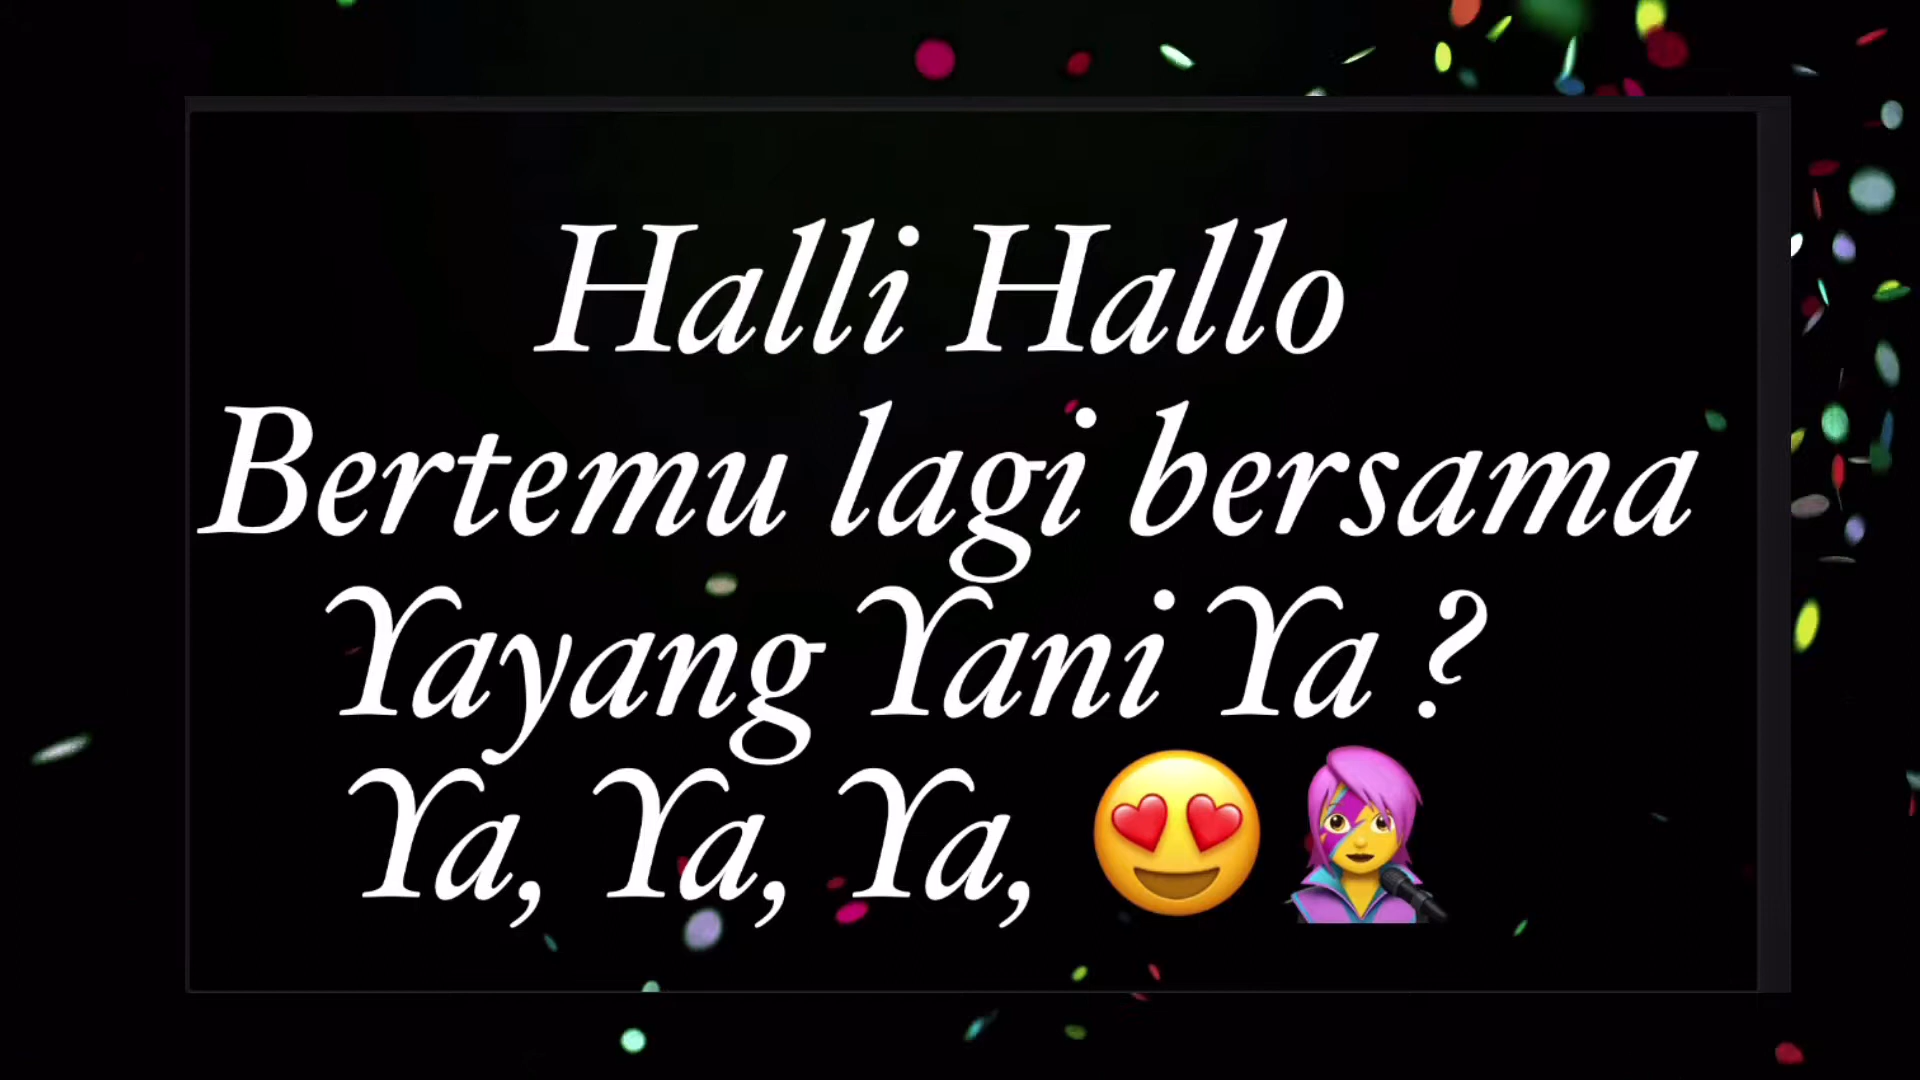 Halli Hallo
Bertemu lagi bersama
Yayang Yani Ya ?
Ya, Ya, Ya, 😍👩‍🎤